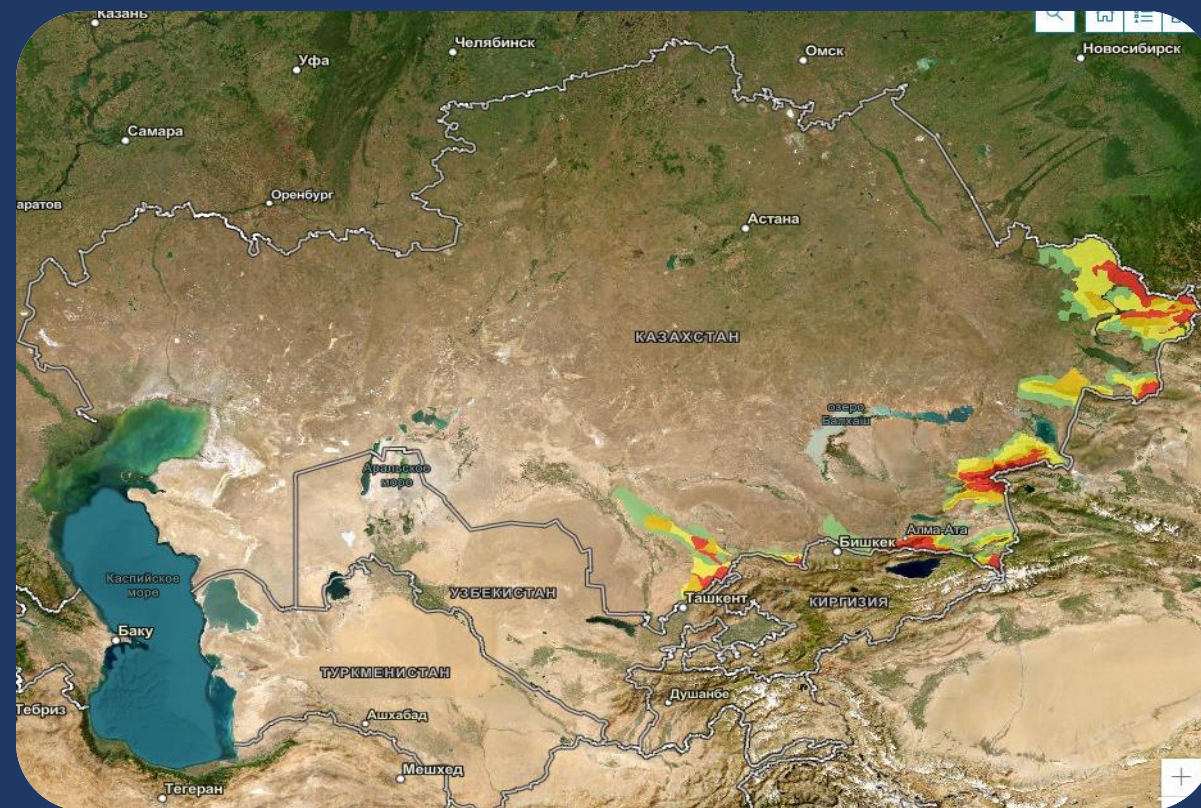 Казань
Челябинск
Омск
Новосибирск
Уфа
Самара
Оренбург
аратов
Астана
КАЗАХСТАН
озеро
Балхаш
Аральское
море
Алма-Ата
Бишкек
Каспийское
море
УЗБЕКИСТАН
Ташкент
КИРГИЗИЯ
Баку
ТУРКМЕНИСТАН
Душанбе
Тебриз
Ашхабад
Мешхед
Тегеран